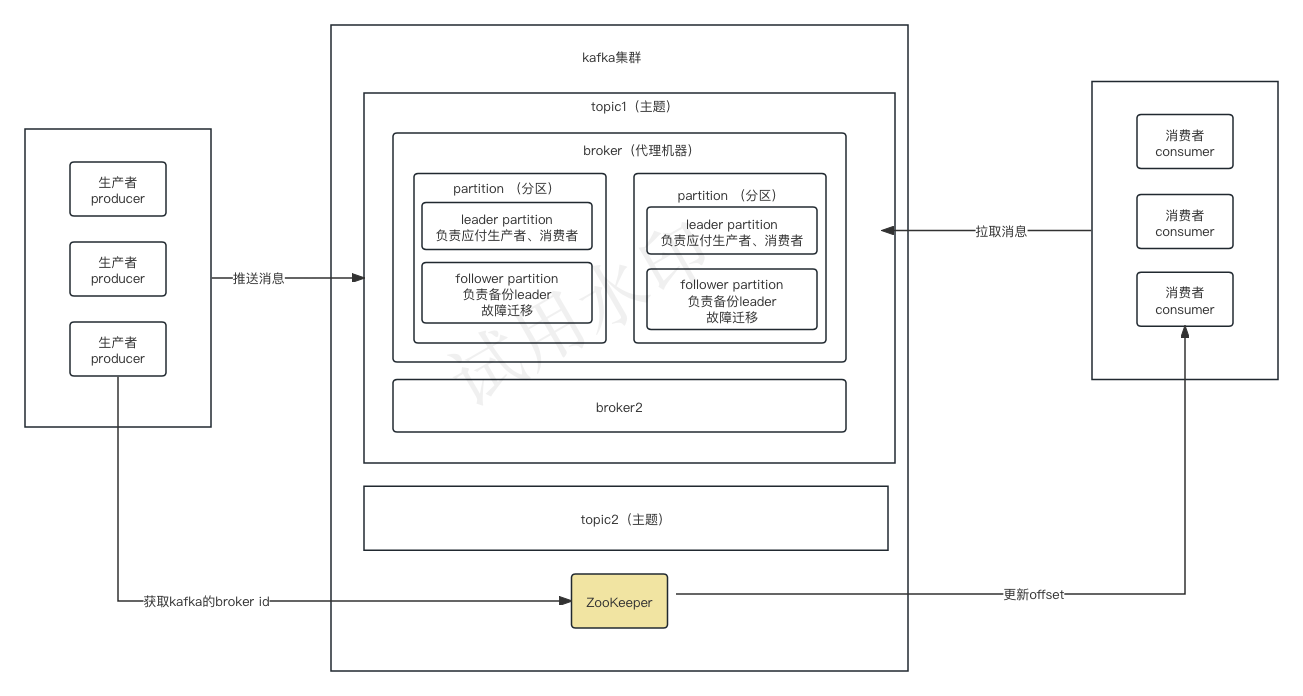 kafka集群
topic1（主题）
broker（代理机器）
partition （分区）
leader partition
负责应付生产者、消费者
follower partition
负责备份leader
故障迁移
partition （分区）
leader partition
负责应付生产者、消费者
follower partition
负责备份leader
故障迁移
broker2
topic2（主题）
ZooKeeper
生产者
producer
生产者
producer
生产者
producer
推送消息
获取kafka的broker id
消费者
consumer
消费者
consumer
消费者
consumer
拉取消息
更新offset
试用水印